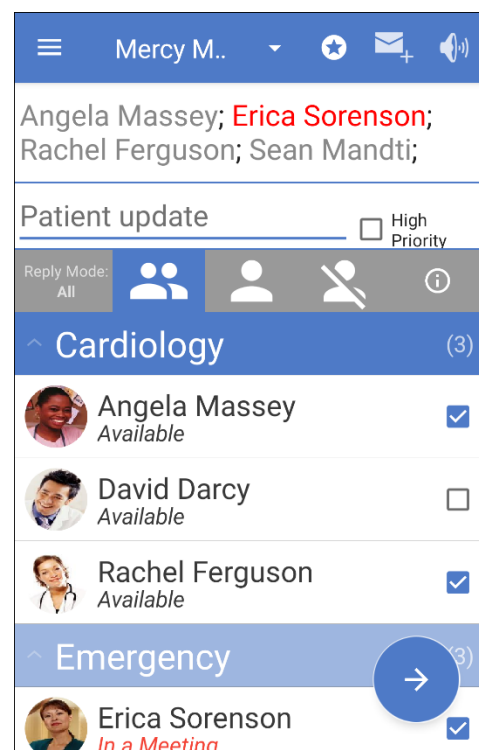 Mercy M..
Angela Massey; Erica Sorenson;
Rachel Ferguson; Sean Mandti;
Patient update
High
Priority
Reply Mode:
All
Cardiology (3)
Angela Massey
Available
David Darcy
Available
Rachel Ferguson
Available
Emergency (3)
Erica Sorenson
In a Meeting